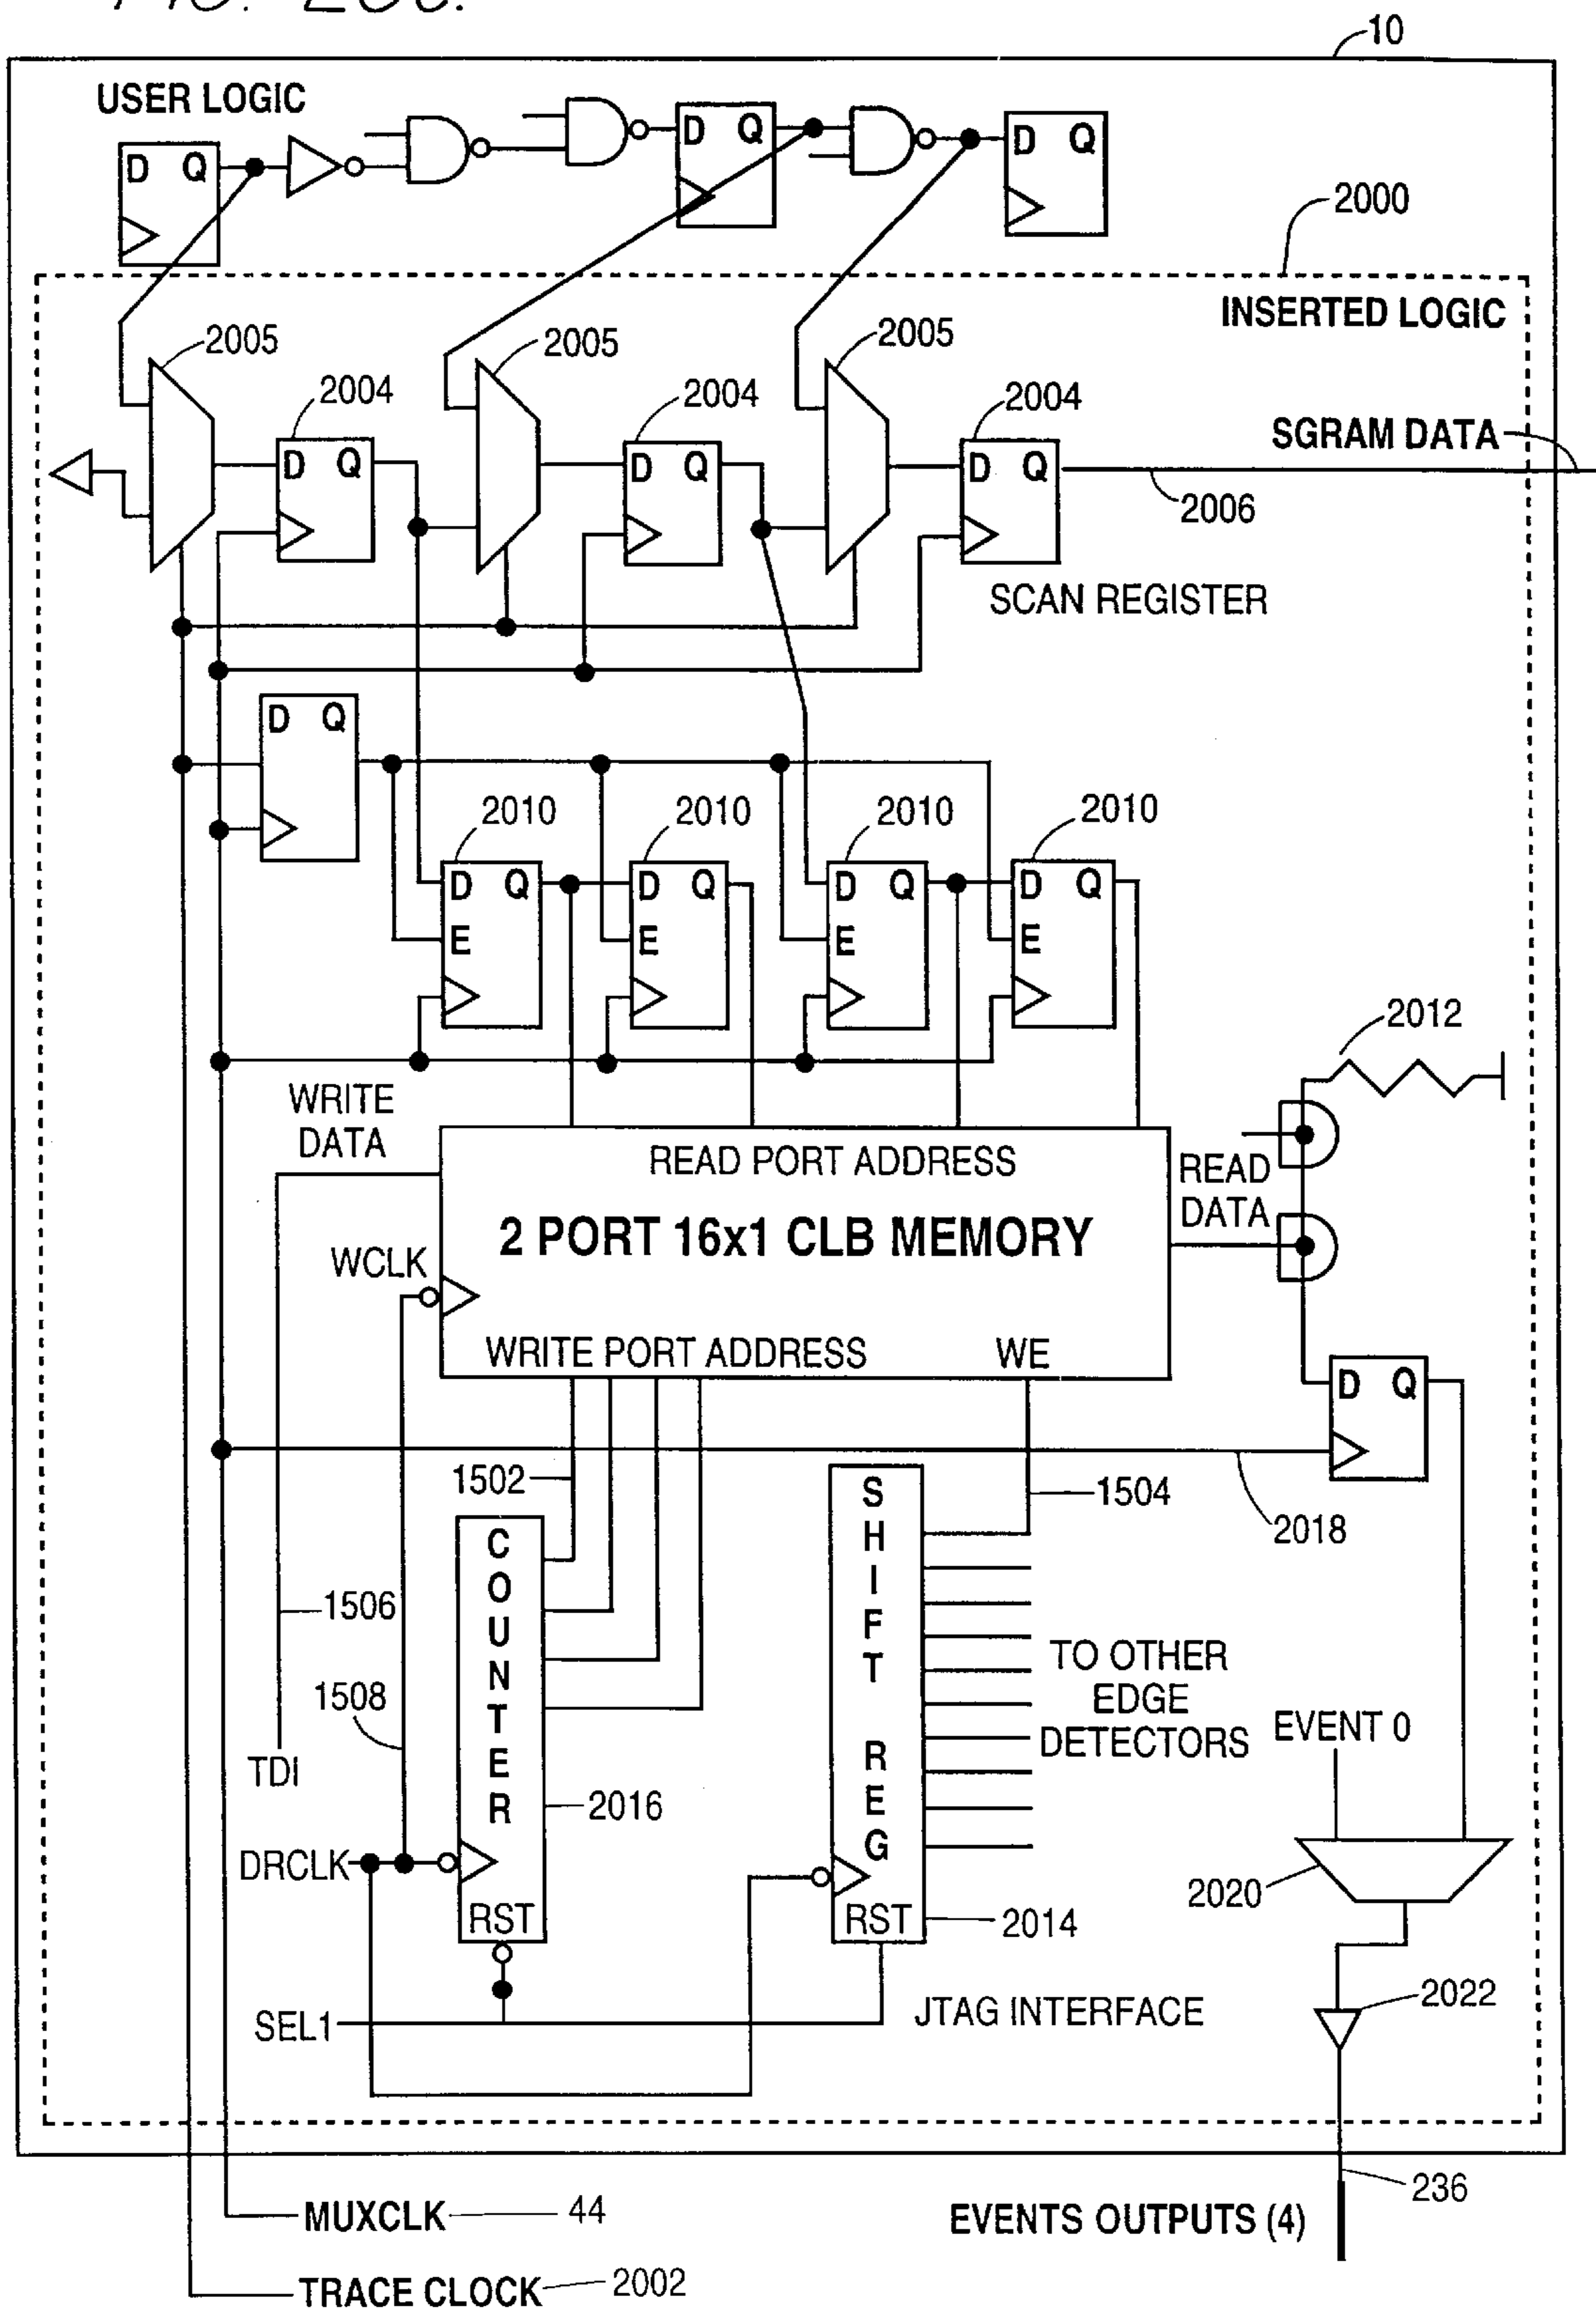 10
USER LOGIC
D Q
D Q
D Q
2000
INSERTED LOGIC
2005
2005
2005
2004
2004
2004
SGRAM DATA
D Q
D Q
D Q
2006
SCAN REGISTER
D Q
2010
2010
2010
2010
D Q
E
D Q
E
D Q
E
D Q
E
2012
WRITE
DATA
READ PORT ADDRESS
READ
DATA
2 PORT 16x1 CLB MEMORY
WCLK
WRITE PORT ADDRESS
WE
D Q
1502
1504
2018
COUNTER
SHIFT REG
1506
TO OTHER
EDGE
DETECTORS
1508
EVENT 0
TDI
2016
DRCLK
2020
RST
RST
2014
SEL1
JTAG INTERFACE
2022
236
MUXCLK
44
EVENTS OUTPUTS (4)
TRACE CLOCK
2002